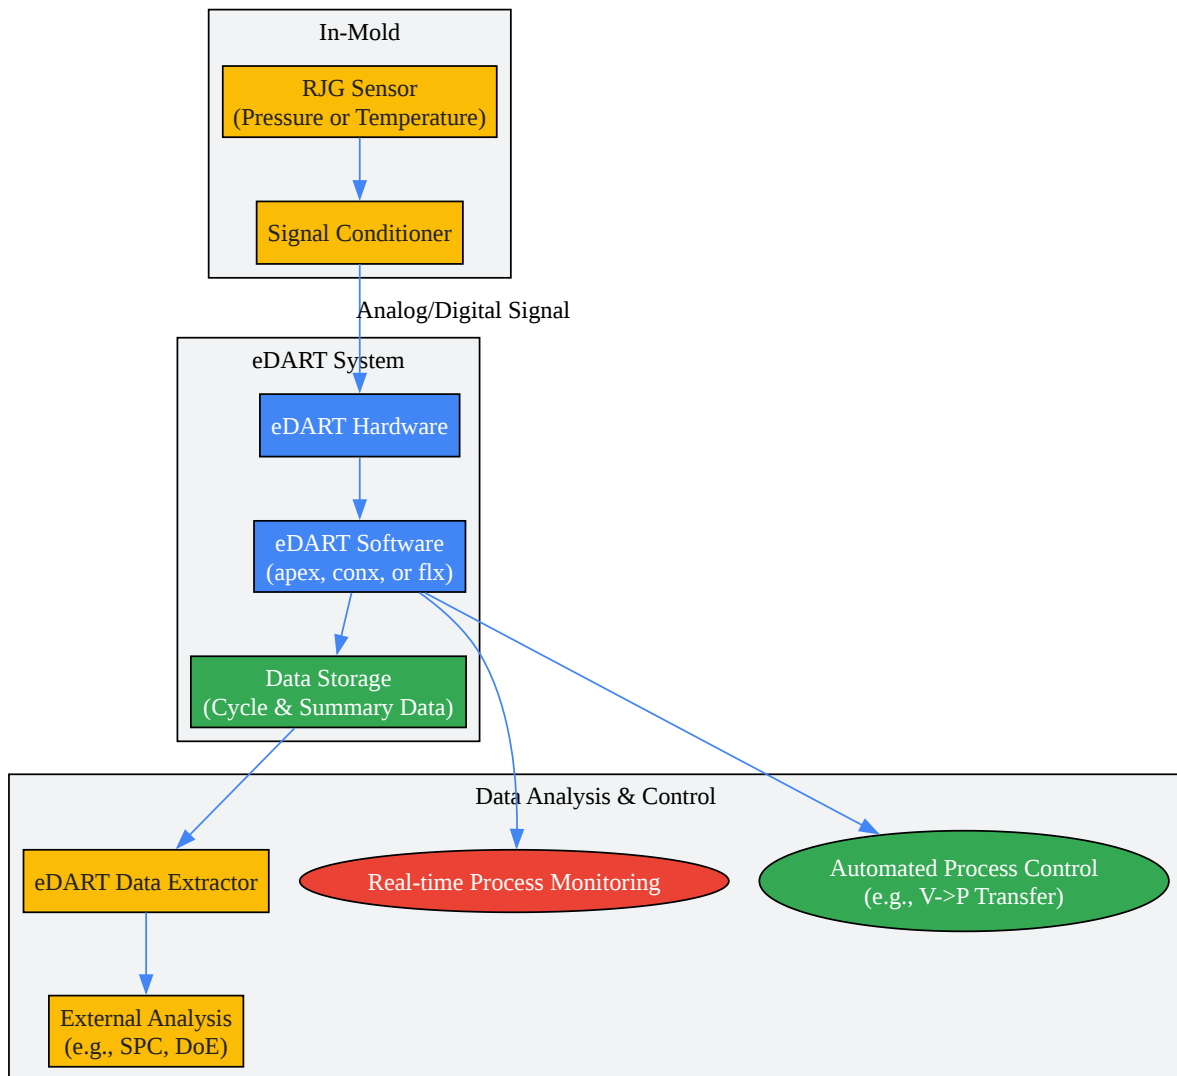 In-Mold
RJG Sensor
(Pressure or Temperature)
Signal Conditioner
Analog/Digital Signal
eDART System
eDART Hardware
eDART Software
(apex, conx, or flx)
Data Storage
(Cycle & Summary Data)
Data Analysis & Control
eDART Data Extractor
Real-time Process Monitoring
Automated Process Control
(e.g., V->P Transfer)
External Analysis
(e.g., SPC, DoE)